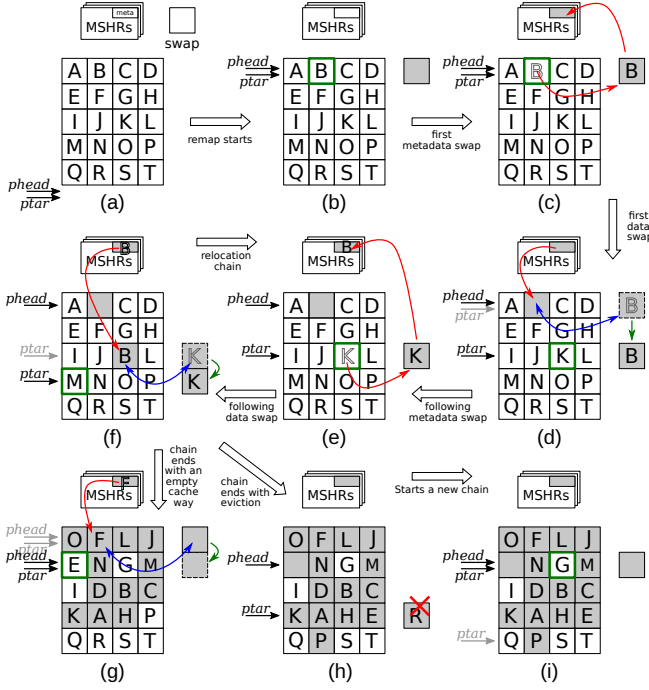 meta
MSHRs
swap
A B C D
E F G H
I J K L
M N O P
Q R S T
phead
ptar
(a)
remap starts
MSHRs
phead
ptar
A B C D
E F G H
I J K L
M N O P
Q R S T
(b)
first
metadata swap
MSHRs
phead
ptar
A B C D
E F G H
I J K L
M N O P
Q R S T
B
(c)
first
data
swap
B
MSHRs
phead
ptar
ptar
A C D
E F G H
I J B L
M N O P
Q R S T
K
K
(f)
relocation
chain
B
MSHRs
phead
ptar
A C D
E F G H
I J K L
M N O P
Q R S T
K
(e)
following
data swap
MSHRs
phead
ptar
ptar
A C D
E F G H
I J K L
M N O P
Q R S T
B
B
(d)
following
metadata swap
chain
ends
with an
empty
cache
way
chain
ends with
eviction
F
MSHRs
phead
ptar
phead
ptar
O F L J
E N G M
I D B C
K A H P
Q R S T
(g)
MSHRs
phead
ptar
O F L J
N G M
I D B C
K A H E
Q P S T
R
(h)
Starts a new chain
MSHRs
phead
ptar
ptar
O F L J
N G M
I D B C
K A H E
Q P S T
(i)